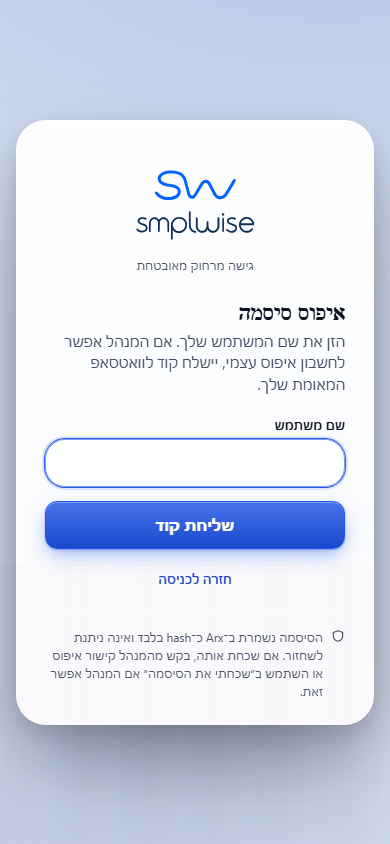 smplwise
גישה מרחוק מאובטחת
איפוס סיסמה
הזן את שם המשתמש שלך. אם המנהל אפשר
לחשבון איפוס עצמי, יישלח קוד לוואטסאפ
המאומת שלך.
שם משתמש
שליחת קוד
חזרה לכניסה
הסיסמה נשמרת ב־Arx כ־hash בלבד ואינה ניתנת
לשחזור. אם שכחת אותה, בקש מהמנהל קישור איפוס
או השתמש ב״שכחתי את הסיסמה״ אם המנהל אפשר
זאת.